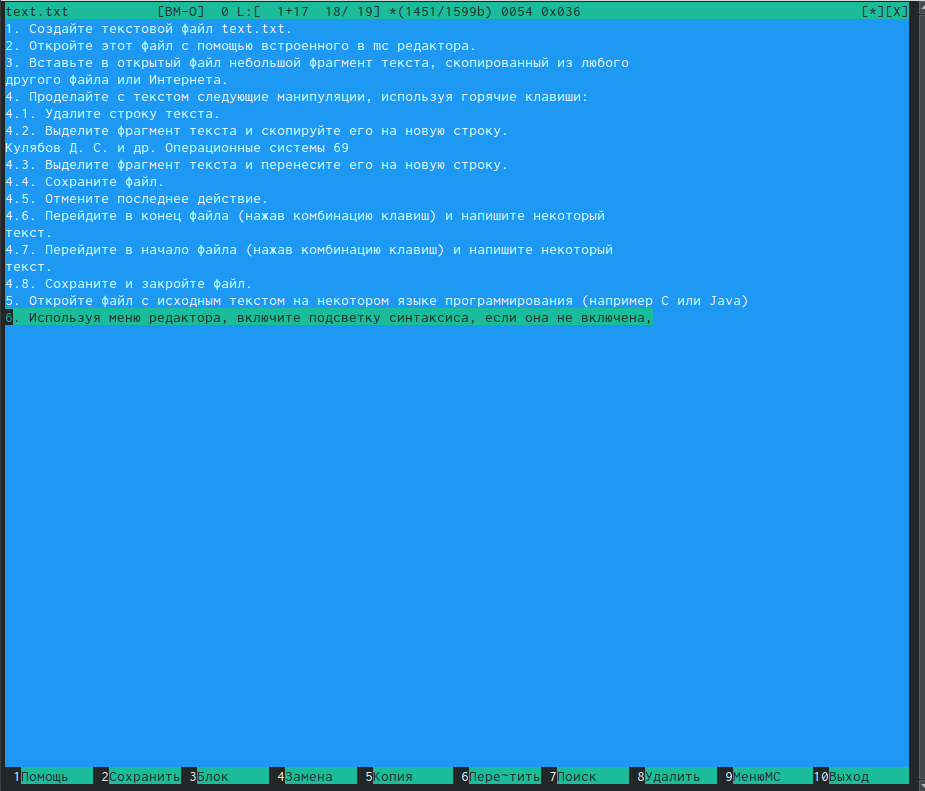 text.txt [BM-O] 0 L:[ 1+17 18/ 19] *(1451/1599b) 0054 0x036 [*][X]
1. Создайте текстовой файл text.txt.
2. Откройте этот файл с помощью встроенного в mc редактора.
3. Вставьте в открытый файл небольшой фрагмент текста, скопированный из любого
другого файла или Интернета.
4. Проделайте с текстом следующие манипуляции, используя горячие клавиши:
4.1. Удалите строку текста.
4.2. Выделите фрагмент текста и скопируйте его на новую строку.
Кулябов Д. С. и др. Операционные системы 69
4.3. Выделите фрагмент текста и перенесите его на новую строку.
4.4. Сохраните файл.
4.5. Отмените последнее действие.
4.6. Перейдите в конец файла (нажав комбинацию клавиш) и напишите некоторый
текст.
4.7. Перейдите в начало файла (нажав комбинацию клавиш) и напишите некоторый
текст.
4.8. Сохраните и закройте файл.
5. Откройте файл с исходным текстом на некотором языке программирования (например C или Java)
6. Используя меню редактора, включите подсветку синтаксиса, если она не включена,
1Помощь 2Сохранить 3Блок 4Замена 5Копия 6Пере~тить 7Поиск 8Удалить 9МенюMC 10Выход